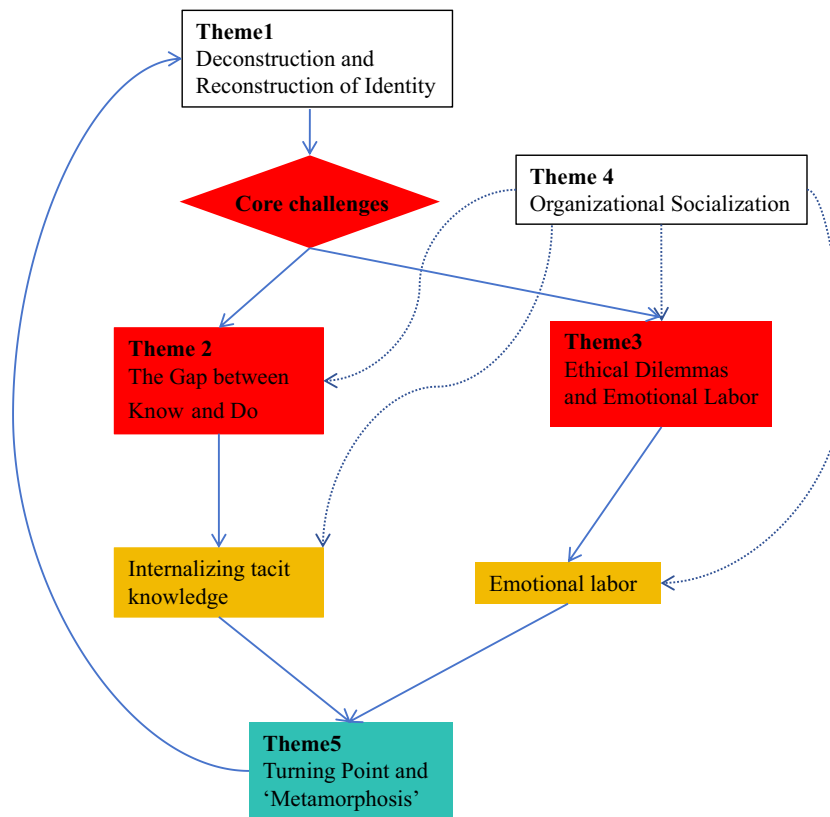 Theme1
Deconstruction and
Reconstruction of Identity
Core challenges
Theme 4
Organizational Socialization
Theme 2
The Gap between
Know and Do
Theme3
Ethical Dilemmas
and Emotional Labor
Internalizing tacit
knowledge
Emotional labor
Theme5
Turning Point and
‘Metamorphosis’